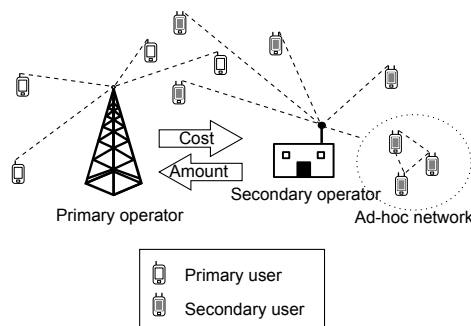 Cost
Amount
Primary operator
Secondary operator
Ad-hoc network
Primary user
Secondary user